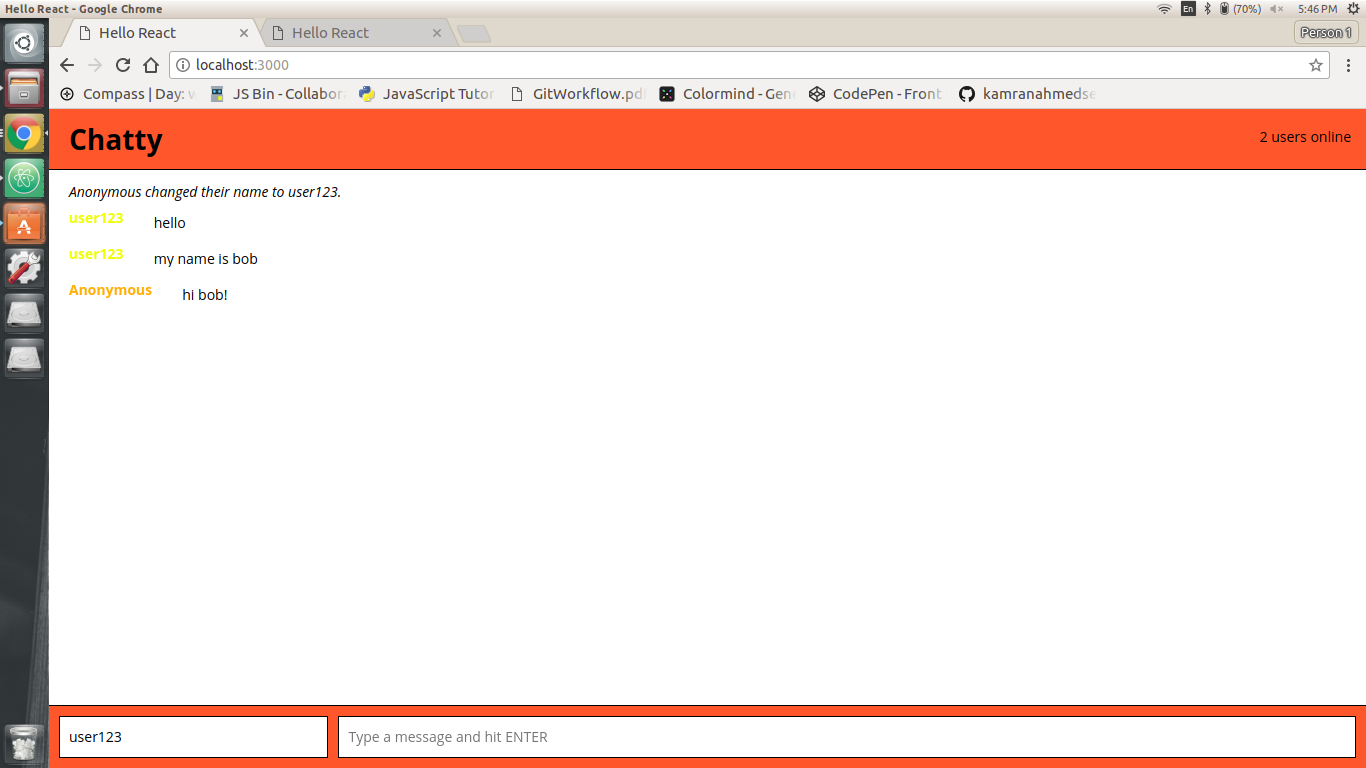 Hello React - Google Chrome
En (70%) 5:46 PM
Hello React Hello React Person 1
localhost:3000
Compass | Day: JS Bin - Collabor JavaScript Tutor GitWorkflow.pd Colormind - Gen CodePen - Front kamranahmeds
Chatty 2 users online
Anonymous changed their name to user123.
user123 hello
user123 my name is bob
Anonymous hi bob!
user123 Type a message and hit ENTER